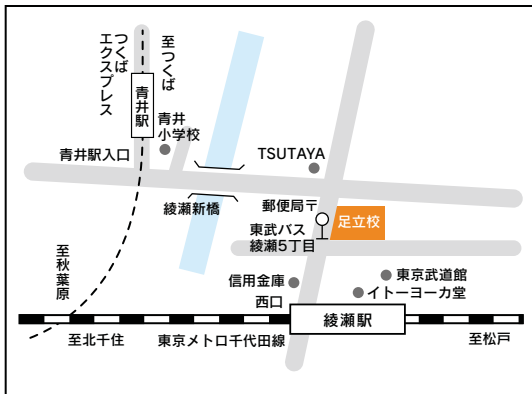 つくば
エクスプレス
至つくば
青井駅
青井
小学校
青井駅入口
TSUTAYA
綾瀬新橋
郵便局〒
足立校
東武バス
綾瀬5丁目
至秋葉原
信用金庫
東京武道館
イトーヨーカ堂
西口
綾瀬駅
至北千住
東京メトロ千代田線
至松戸